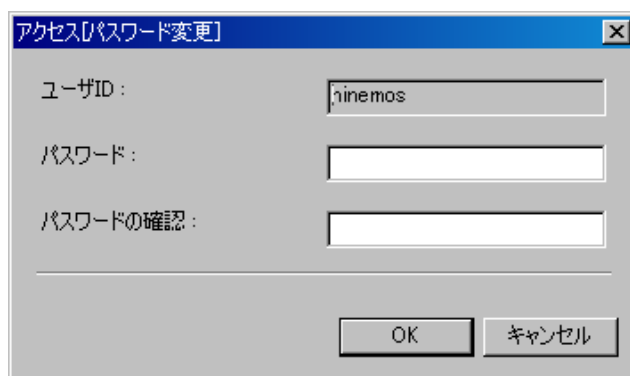 アクセス[パスワード変更]
ユーザID :
hinemos
パスワード :
パスワードの確認 :
OK
キャンセル